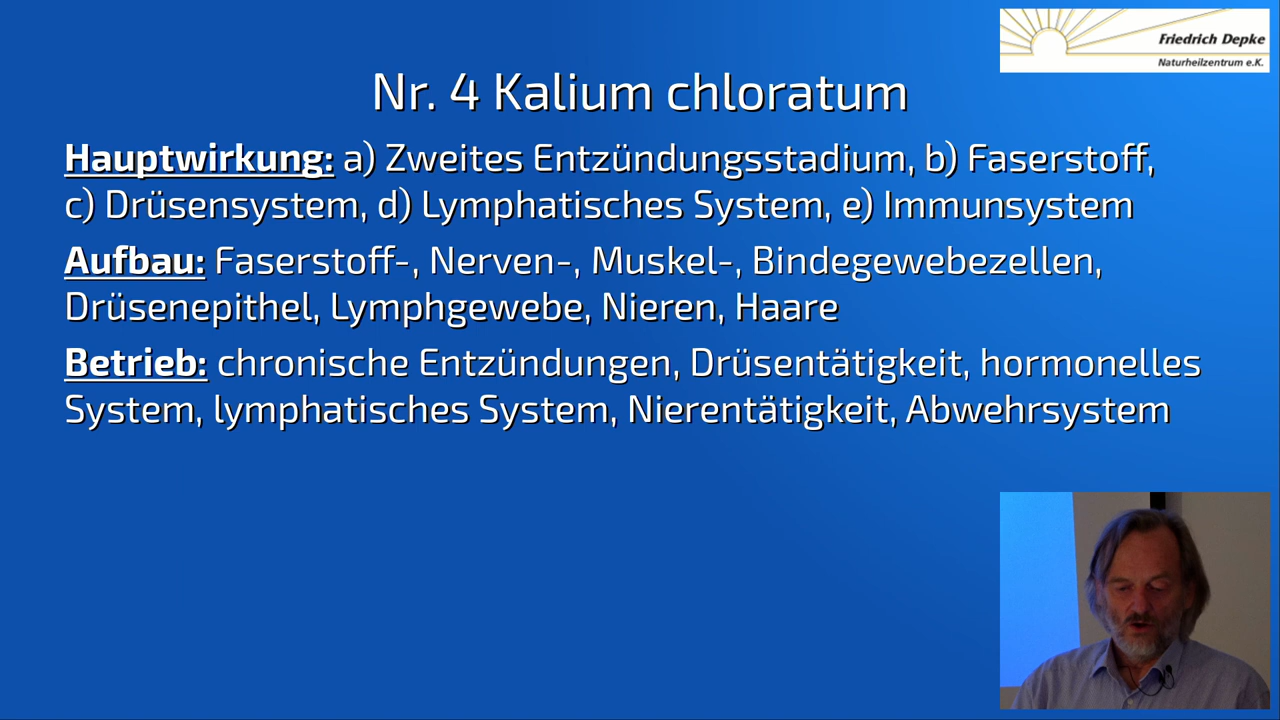 Friedrich Depke
Naturheilzentrum e.K.
Nr. 4 Kalium chloratum
Hauptwirkung: a) Zweites Entzündungsstadium, b) Faserstoff,
c) Drüsensystem, d) Lymphatisches System, e) Immunsystem
Aufbau: Faserstoff-, Nerven-, Muskel-, Bindegewebezellen,
Drüsenepithel, Lymphgewebe, Nieren, Haare
Betrieb: chronische Entzündungen, Drüsentätigkeit, hormonelles
System, lymphatisches System, Nierentätigkeit, Abwehrsystem